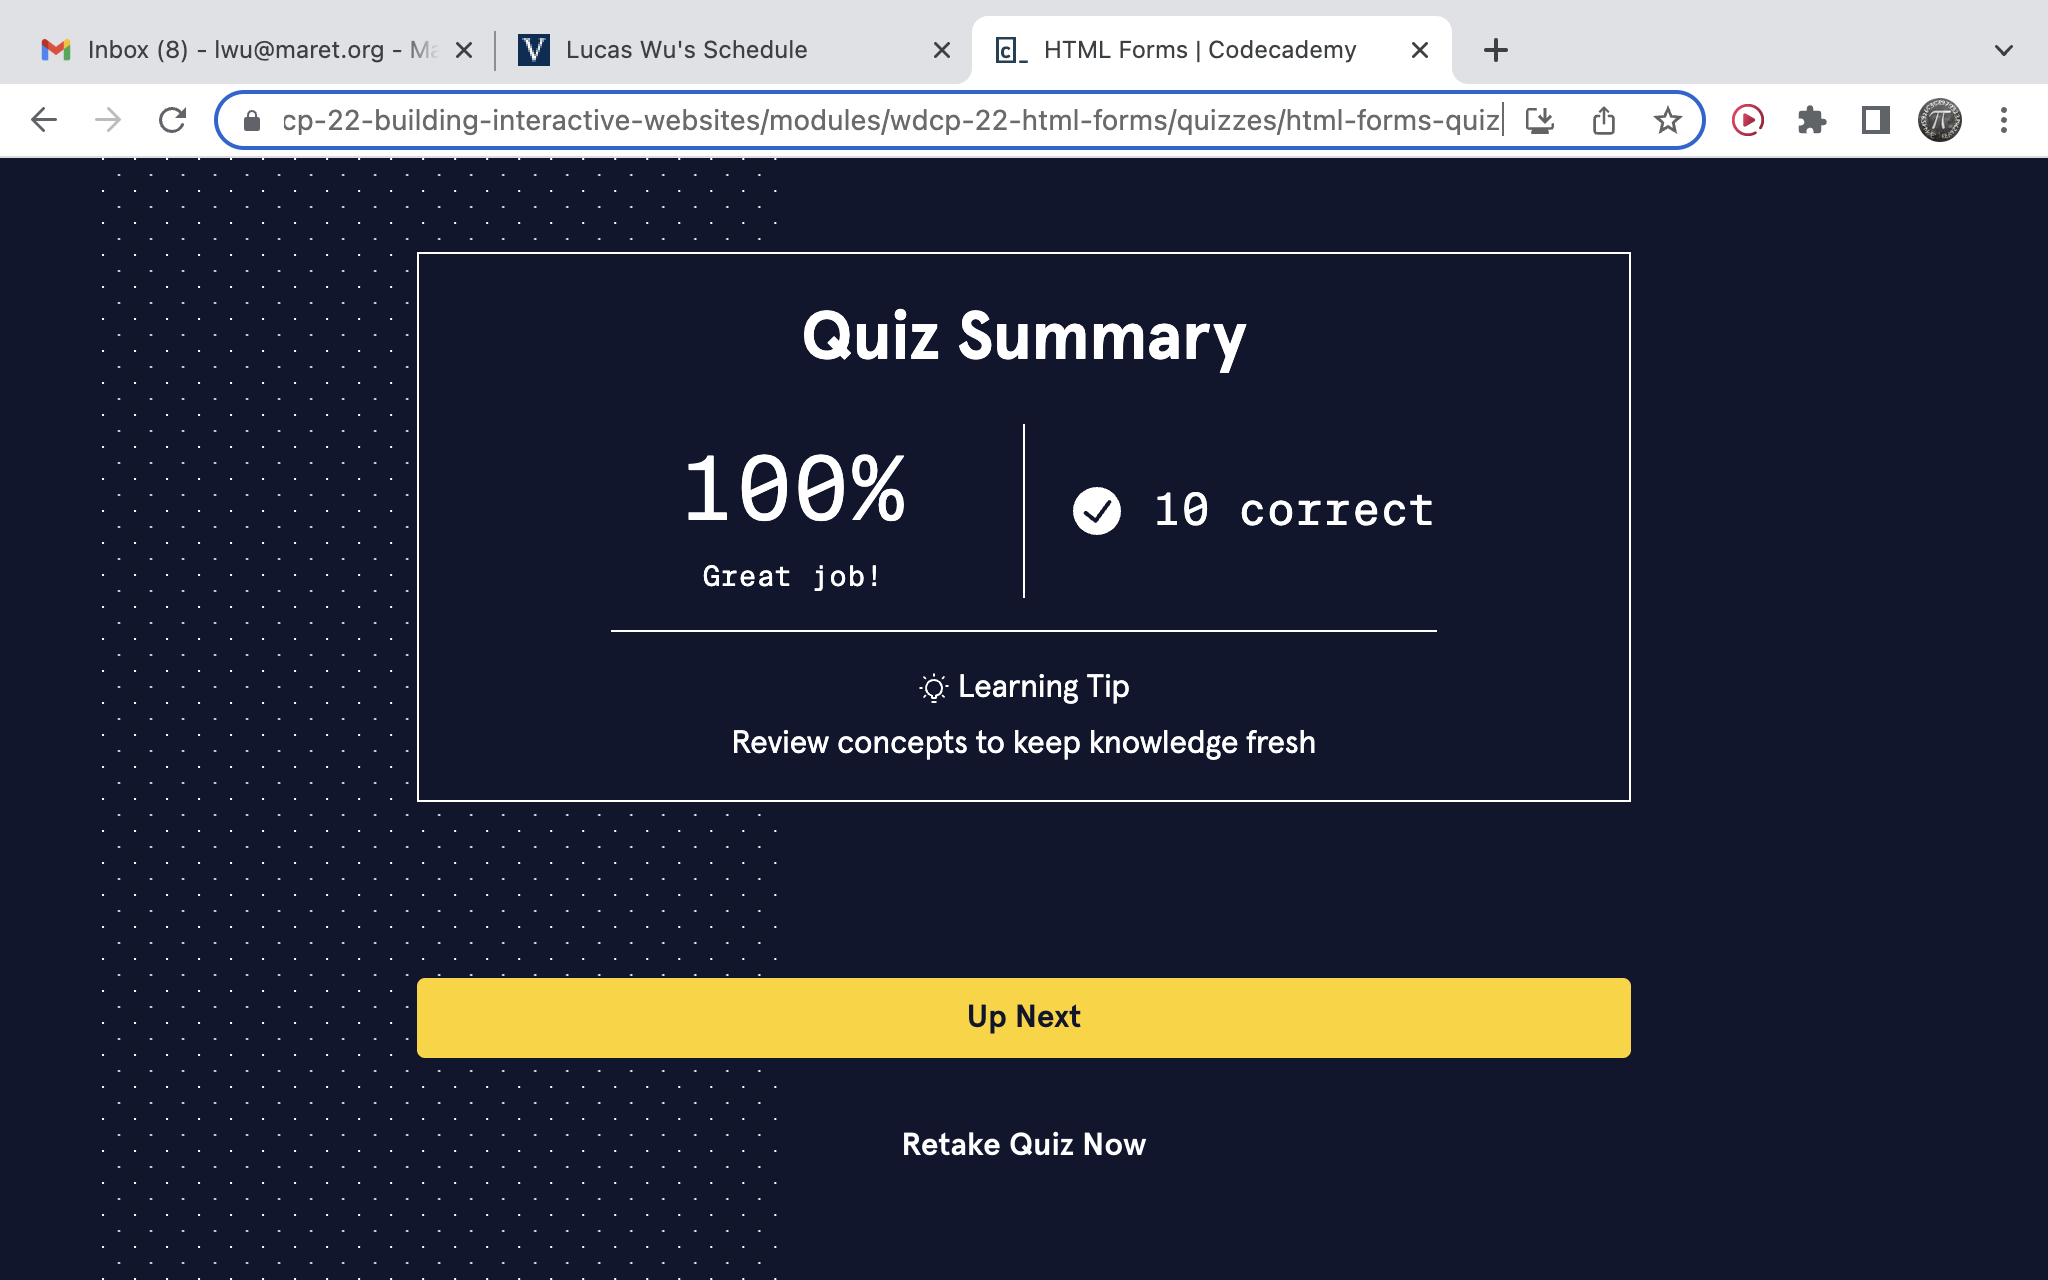 Inbox (8) - lwu@maret.org - Ma
Lucas Wu's Schedule
HTML Forms | Codecademy
cp-22-building-interactive-websites/modules/wdcp-22-html-forms/quizzes/html-forms-quiz
Quiz Summary
100%
Great job!
10 correct
Learning Tip
Review concepts to keep knowledge fresh
Up Next
Retake Quiz Now